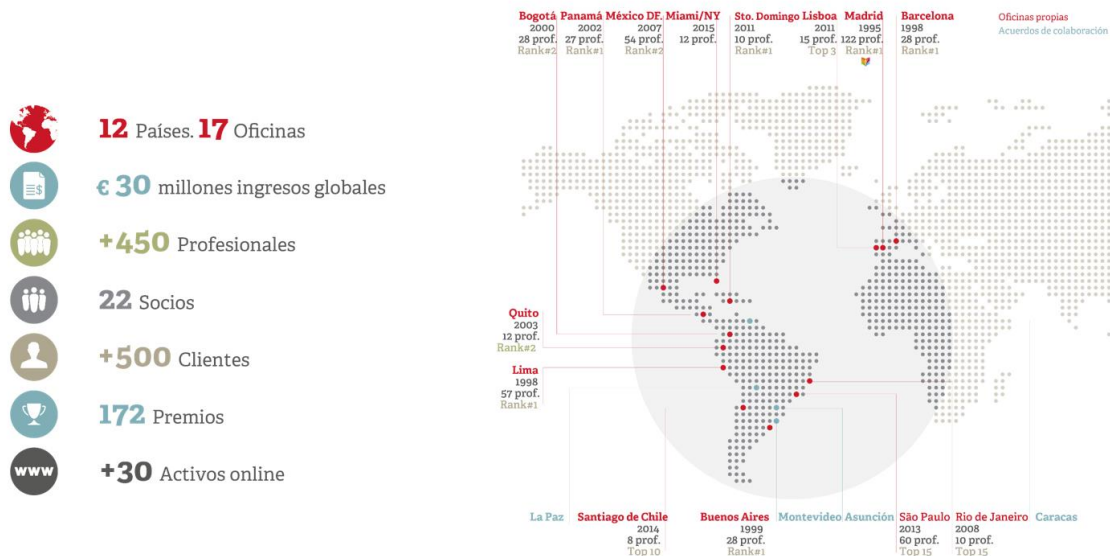 12 Países. 17 Oficinas
€ 30 millones ingresos globales
+450 Profesionales
22 Socios
+500 Clientes
172 Premios
www
+30 Activos online
Bogotá
2000
28 prof.
Rank#2
Panamá
2002
27 prof.
Rank#1
México DF.
2007
54 prof.
Rank#2
Miami/NY
2015
12 prof.
Sto. Domingo
2011
10 prof.
Rank#1
Lisboa
2011
15 prof.
Top 3
Madrid
1995
122 prof.
Rank#1
Barcelona
1998
28 prof.
Rank#1
Oficinas propias
Acuerdos de colaboración
Quito
2003
12 prof.
Rank#2
Lima
1998
57 prof.
Rank#1
La Paz
Santiago de Chile
2014
8 prof.
Top 10
Buenos Aires
1999
28 prof.
Rank#1
Montevideo
Asunción
São Paulo
2013
60 prof.
Top 15
Rio de Janeiro
2008
10 prof.
Top 15
Caracas